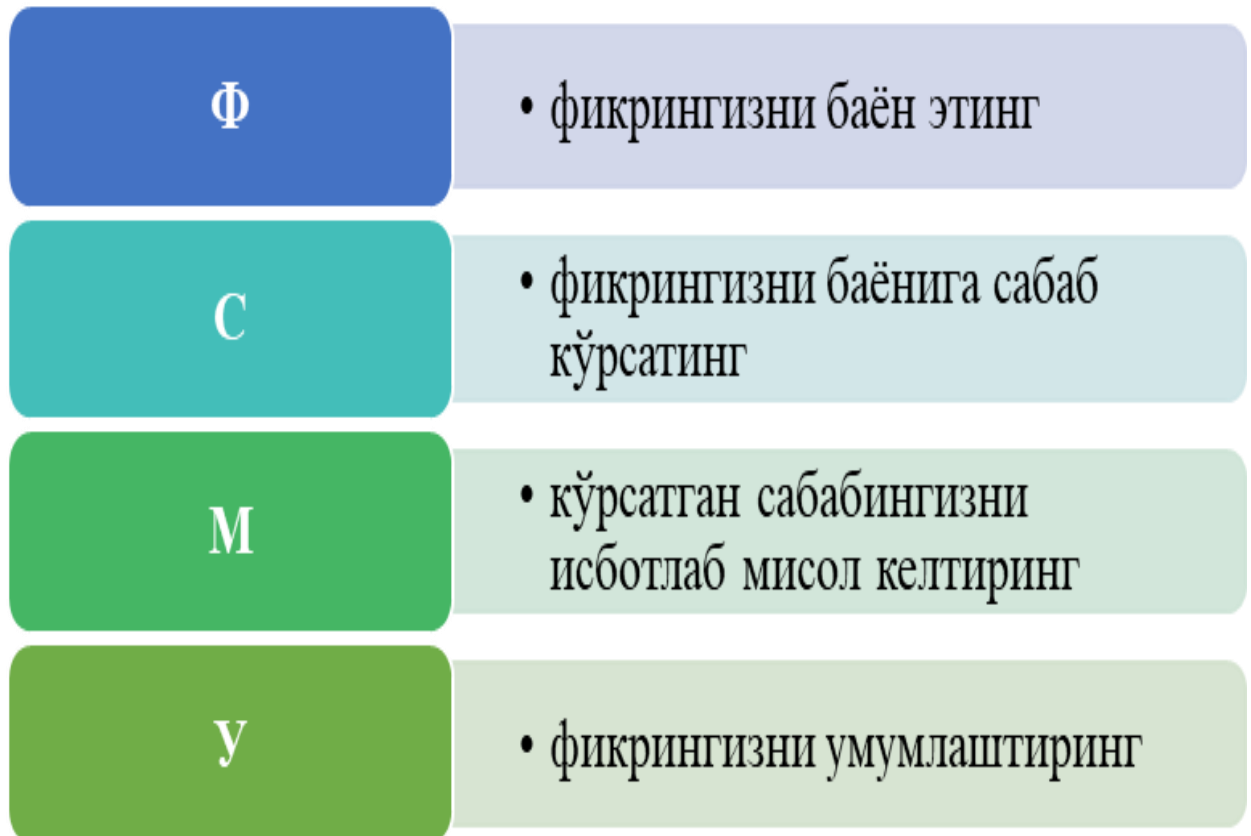 Ф
• фикрингизни баён этинг
С
• фикрингизни баёнига сабаб
кўрсатинг
М
• кўрсатган сабабингизни
исботлаб мисол келтиринг
У
• фикрингизни умумлаштиринг